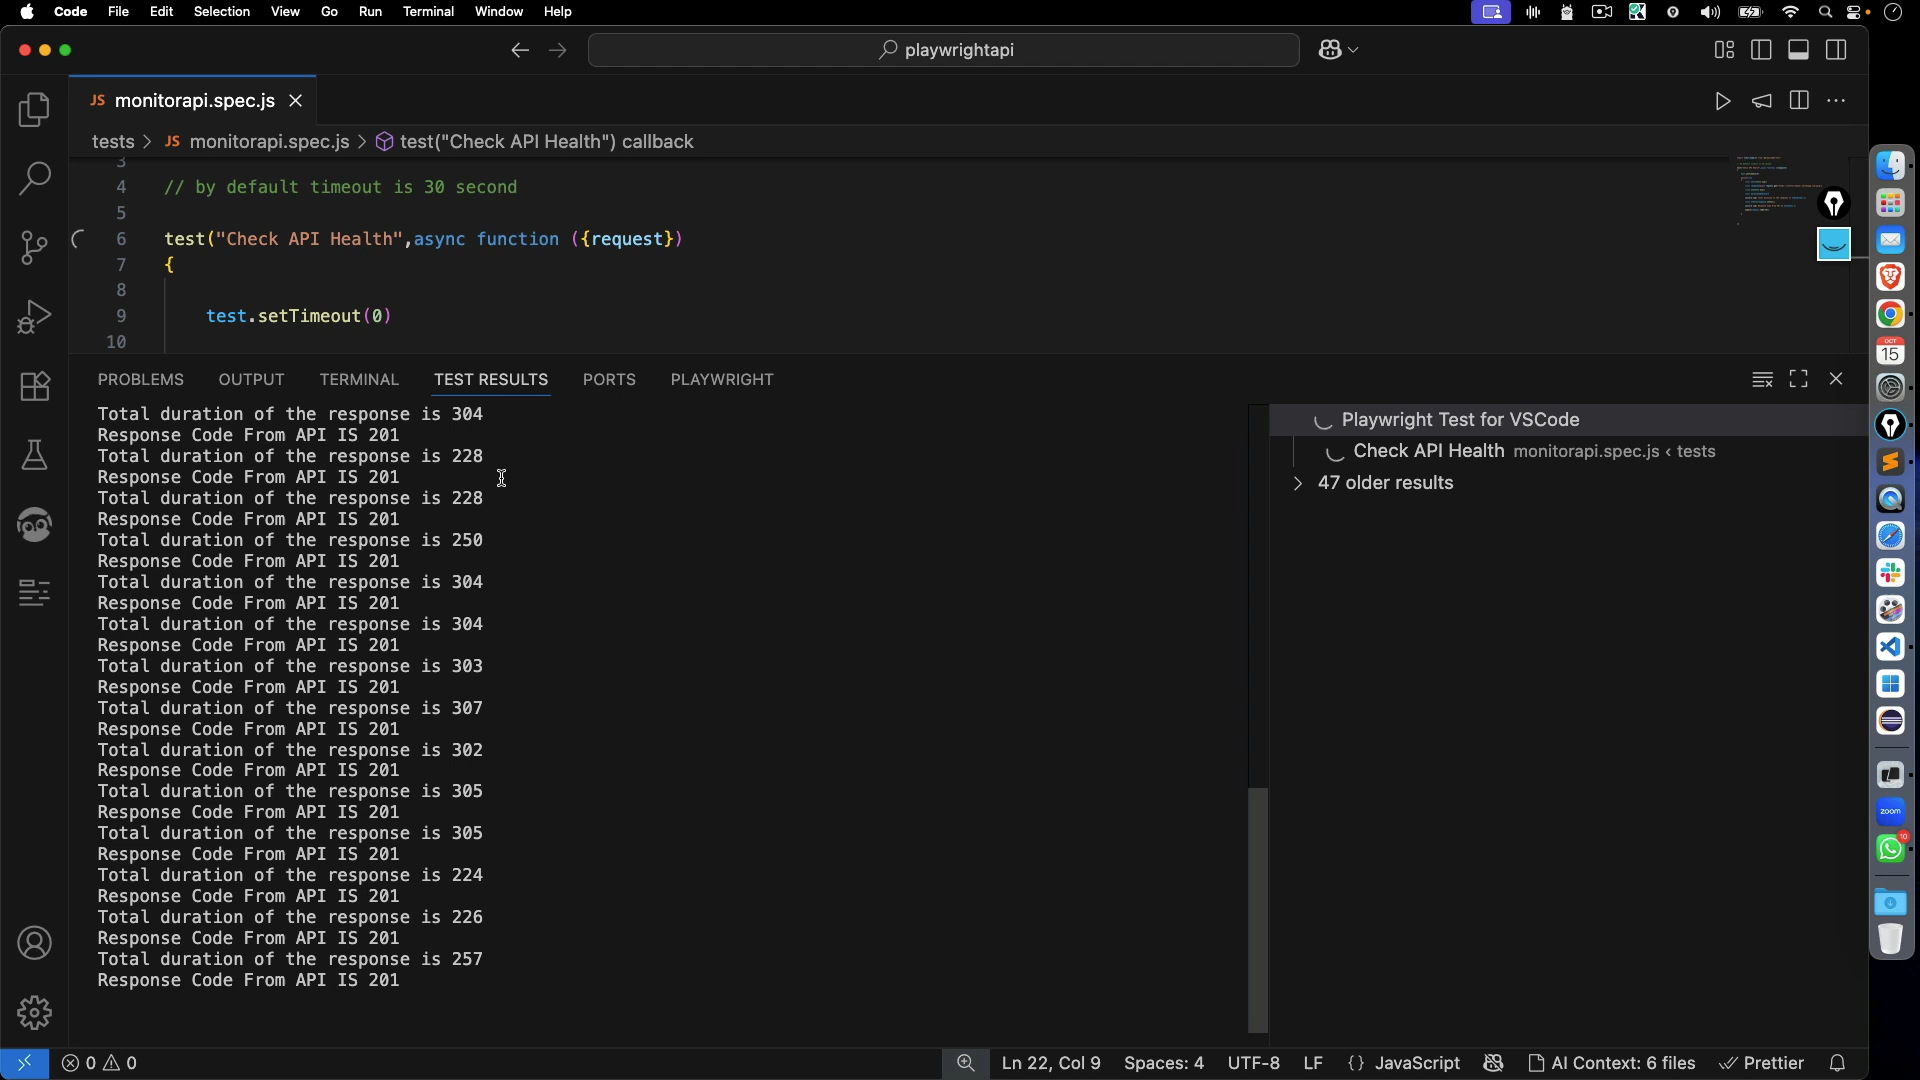 Code File Edit Selection View Go Run Terminal Window Help
playwrightapi
JS monitorapi.spec.js
tests > JS monitorapi.spec.js > test("Check API Health") callback
3
4 // by default timeout is 30 second
5
6 test("Check API Health",async function ({request})
7 {
8
9 test.setTimeout(0)
10
PROBLEMS OUTPUT TERMINAL TEST RESULTS PORTS PLAYWRIGHT
Total duration of the response is 304
Response Code From API IS 201
Total duration of the response is 228
Response Code From API IS 201
Total duration of the response is 228
Response Code From API IS 201
Total duration of the response is 250
Response Code From API IS 201
Total duration of the response is 304
Response Code From API IS 201
Total duration of the response is 304
Response Code From API IS 201
Total duration of the response is 303
Response Code From API IS 201
Total duration of the response is 307
Response Code From API IS 201
Total duration of the response is 302
Response Code From API IS 201
Total duration of the response is 305
Response Code From API IS 201
Total duration of the response is 305
Response Code From API IS 201
Total duration of the response is 224
Response Code From API IS 201
Total duration of the response is 226
Response Code From API IS 201
Total duration of the response is 257
Response Code From API IS 201
Playwright Test for VSCode
Check API Health monitorapi.spec.js < tests
47 older results
OCT
15
zoom
10
0 0
Ln 22, Col 9 Spaces: 4 UTF-8 LF {} JavaScript AI Context: 6 files Prettier